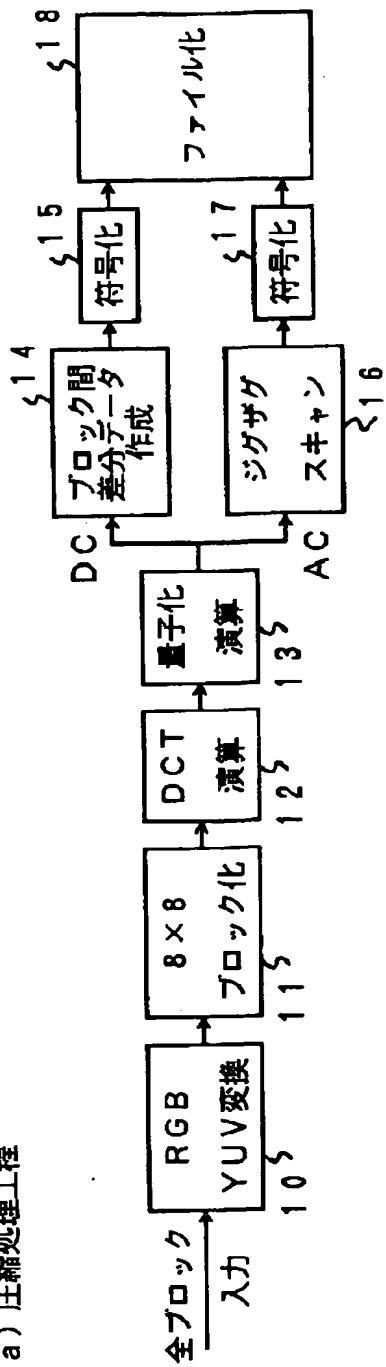 a) 圧縮処理工程
全ブロック
入力
RGB
YUV変換
10
8×8
ブロック化
11
DCT
演算
12
量子化
演算
13
DC
AC
14
ブロック間
差分データ
作成
15
符号化
ジグザグ
スキャン
16
17
符号化
18
ファイル化